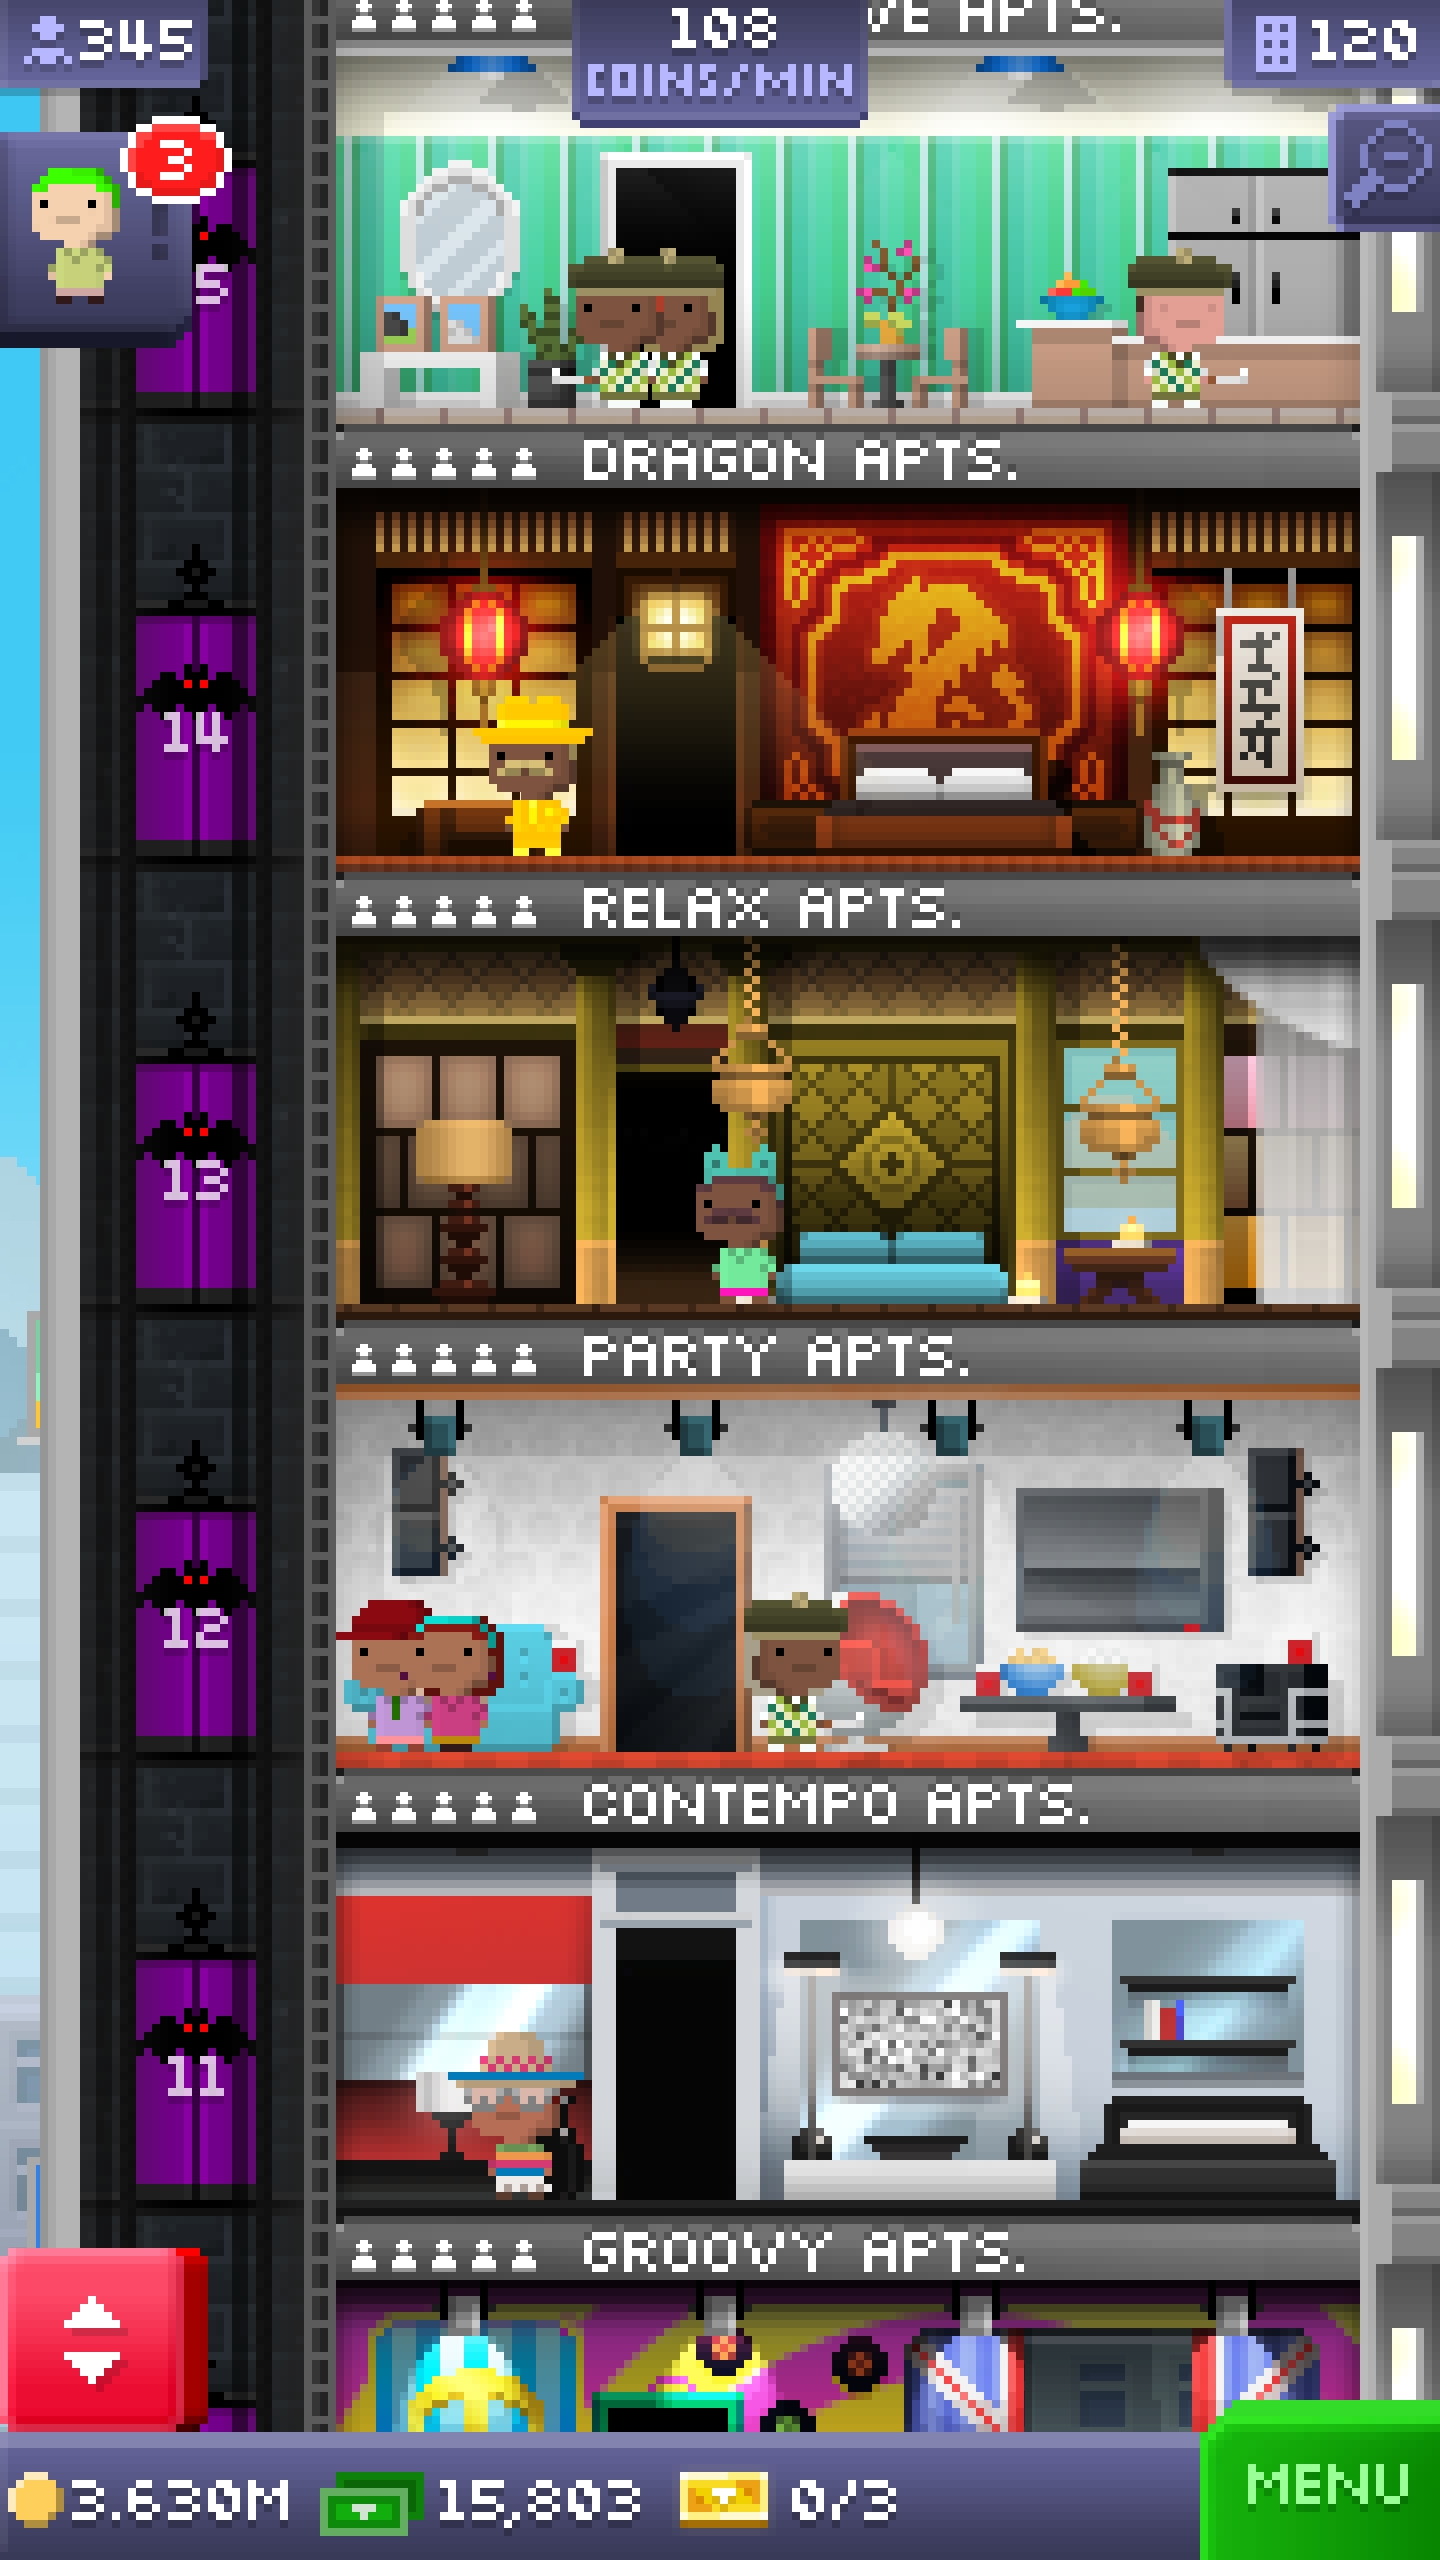 345
108
COINS/MIN
VE APTS.
120
3
5
DRAGON APTS.
14
RELAX APTS.
13
PARTY APTS.
12
CONTEMPO APTS.
11
GROOVY APTS.
3.630M
15,803
0/3
MENU